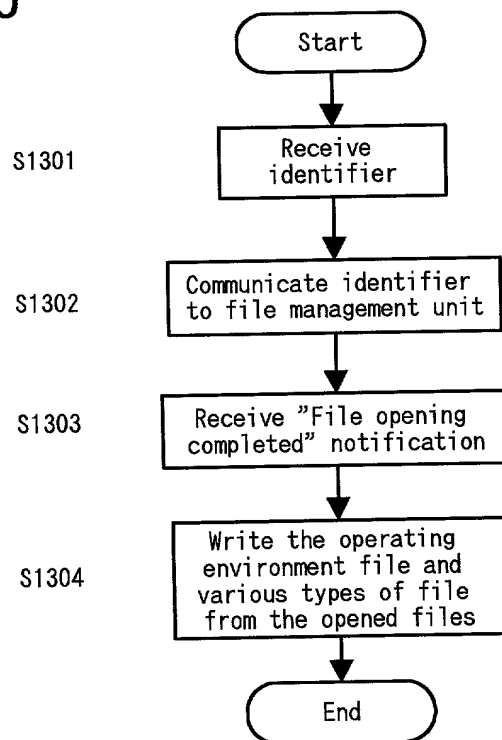 Start
S1301
Receive
identifier
S1302
Communicate identifier
to file management unit
S1303
Receive ”File opening
completed” notification
S1304
Write the operating
environment file and
various types of file
from the opened files
End